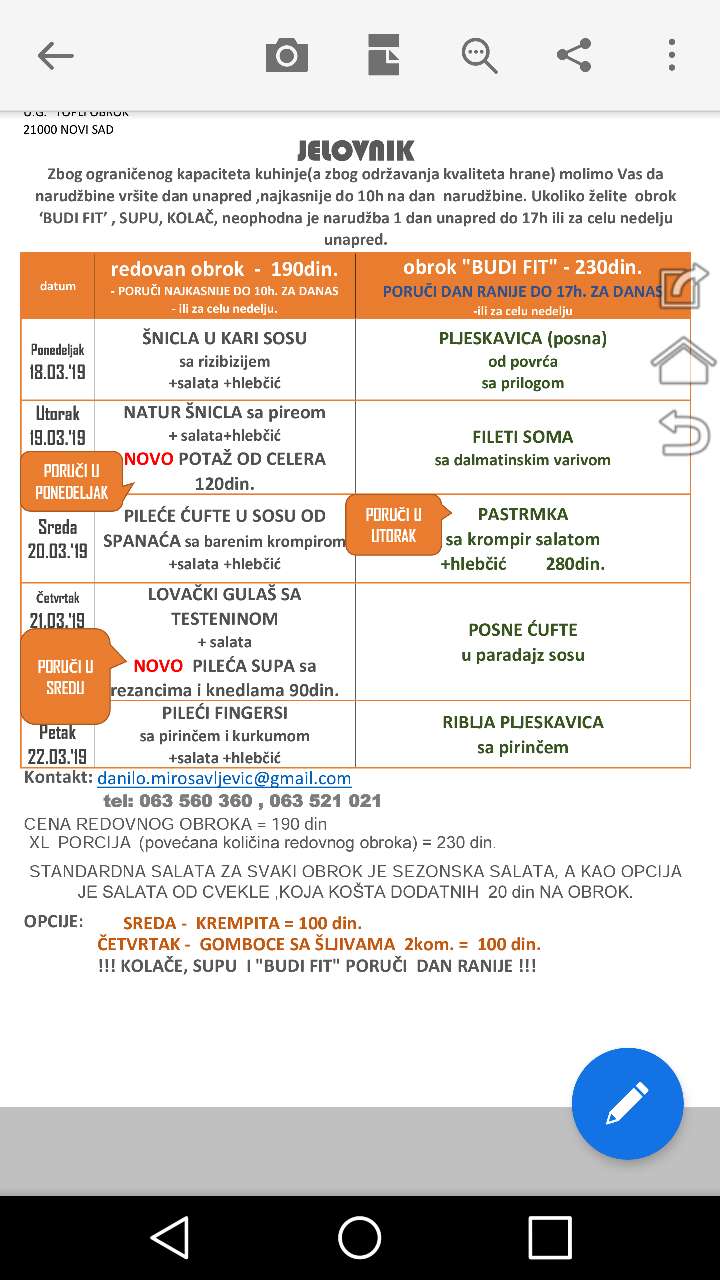 U.G. "TOPLI OBROK
21000 NOVI SAD
JELOVNIK
Zbog ograničenog kapaciteta kuhinje(a zbog održavanja kvaliteta hrane) molimo Vas da
narudžbine vršite dan unapred ,najkasnije do 10h na dan narudžbine. Ukoliko želite obrok
‘BUDI FIT’ , SUPU, KOLAČ, neophodna je narudžba 1 dan unapred do 17h ili za celu nedelju
unapred.
datum
redovan obrok - 190din.
- PORUČI NAJKASNIJE DO 10h. ZA DANAS
- ili za celu nedelju.
obrok "BUDI FIT" - 230din.
PORUČI DAN RANIJE DO 17h. ZA DANAS
-ili za celu nedelju
Ponedeljak
18.03.'19
ŠNICLA U KARI SOSU
sa rizibizijem
+salata +hlebčić
PLJESKAVICA (posna)
od povrća
sa prilogom
Utorak
19.03.'19
NATUR ŠNICLA sa pireom
+ salata+hlebčić
NOVO POTAŽ OD CELERA
120din.
FILETI SOMA
sa dalmatinskim varivom
PORUČI U
PONEDELJAK
Sreda
20.03.'19
PILEĆE ĆUFTE U SOSU OD
SPANAĆA sa barenim krompirom
+salata +hlebčić
PORUČI U
UTORAK
PASTRMKA
sa krompir salatom
+hlebčić 280din.
Četvrtak
21.03.'19
LOVAČKI GULAŠ SA
TESTENINOM
+ salata
NOVO PILEĆA SUPA sa
rezancima i knedlama 90din.
POSNE ĆUFTE
u paradajz sosu
PORUČI U
SREDU
Petak
22.03.'19
PILEĆI FINGERSI
sa pirinčem i kurkumom
+salata +hlebčić
RIBLJA PLJESKAVICA
sa pirinčem
Kontakt: danilo.mirosavljevic@gmail.com
tel: 063 560 360 , 063 521 021
CENA REDOVNOG OBROKA = 190 din
XL PORCIJA (povećana količina redovnog obroka) = 230 din.
STANDARDNA SALATA ZA SVAKI OBROK JE SEZONSKA SALATA, A KAO OPCIJA
JE SALATA OD CVEKLE ,KOJA KOŠTA DODATNIH 20 din NA OBROK.
OPCIJE: SREDA - KREMPITA = 100 din.
ČETVRTAK - GOMBOCE SA ŠLJIVAMA 2kom. = 100 din.
!!! KOLAČE, SUPU I "BUDI FIT" PORUČI DAN RANIJE !!!